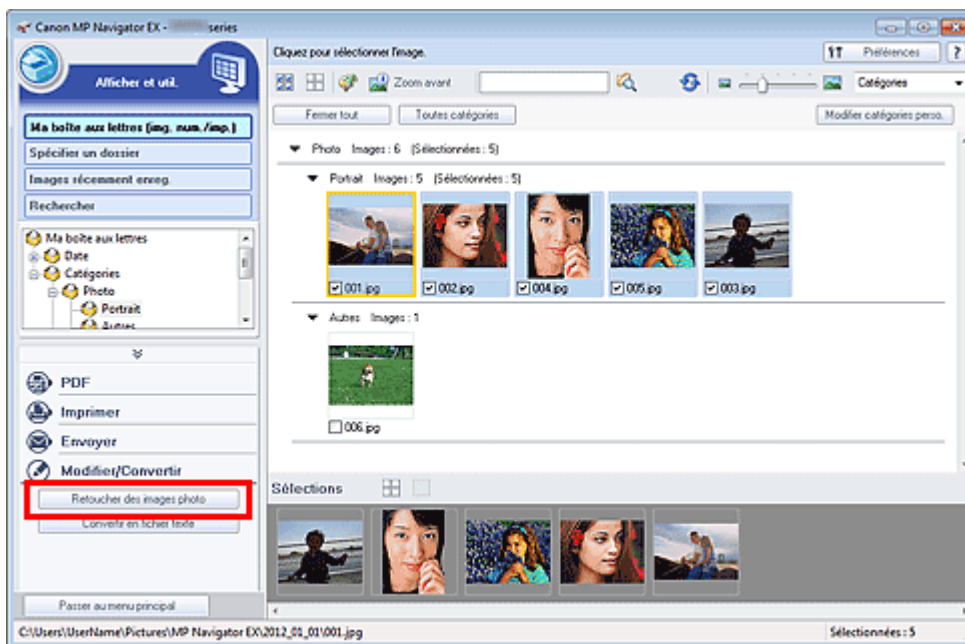 Canon MP Navigator EX - series
Afficher et util.
Ma boîte aux lettres (img. num./imp.)
Spécifier un dossier
Images récemment enreg.
Rechercher
Ma boîte aux lettres
Date
Catégories
Photo
Portrait
Autres
PDF
Imprimer
Envoyer
Modifier/Convertir
Retoucher des images photo
Convertir en fichier texte
Passer au menu principal
Cliquez pour sélectionner l'image.
Préférences ?
Zoom avant
Catégories
Fermer tout Toutes catégories Modifier catégories perso.
Photo Images : 6 (Sélectionnées : 5)
Portrait Images : 5 (Sélectionnées : 5)
001.jpg 002.jpg 004.jpg 005.jpg 003.jpg
Autres Images : 1
006.jpg
Sélections
C:\Users\UserName\Pictures\MP Navigator EX\2012_01_01\001.jpg Sélectionnées : 5